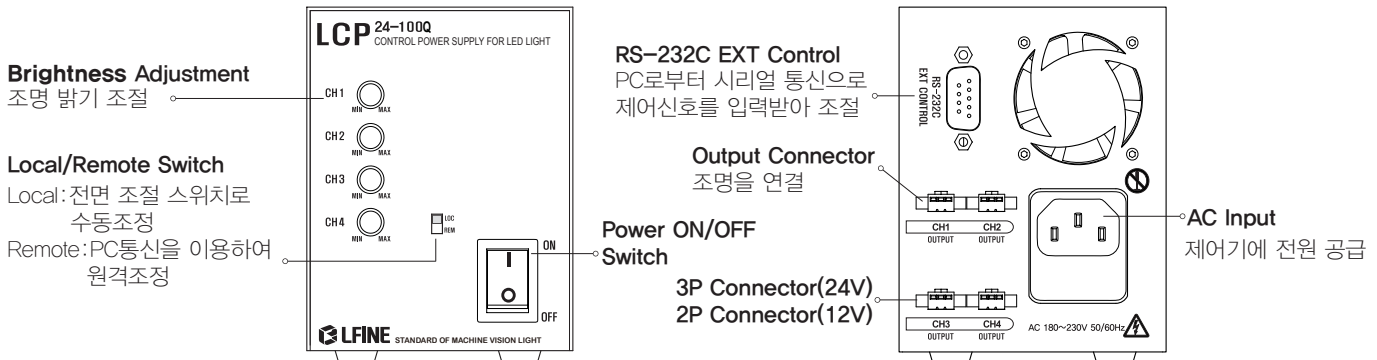 LCP 24-100Q
CONTROL POWER SUPPLY FOR LED LIGHT
Brightness Adjustment
조명 밝기 조절
CH1
MIN MAX
CH2
MIN MAX
CH3
MIN MAX
CH4
MIN MAX
Local/Remote Switch
Local:전면 조절 스위치로
수동조정
Remote:PC통신을 이용하여
원격조정
LOC
REM
ON
OFF
Power ON/OFF
Switch
LFINE STANDARD OF MACHINE VISION LIGHT
RS-232C EXT Control
PC로부터 시리얼 통신으로
제어신호를 입력받아 조절
RS-232C
EXT CONTROL
Output Connector
조명을 연결
CH1 CH2
OUTPUT OUTPUT
3P Connector(24V)
2P Connector(12V)
CH3 CH4
OUTPUT OUTPUT
AC Input
제어기에 전원 공급
AC 180~230V 50/60Hz